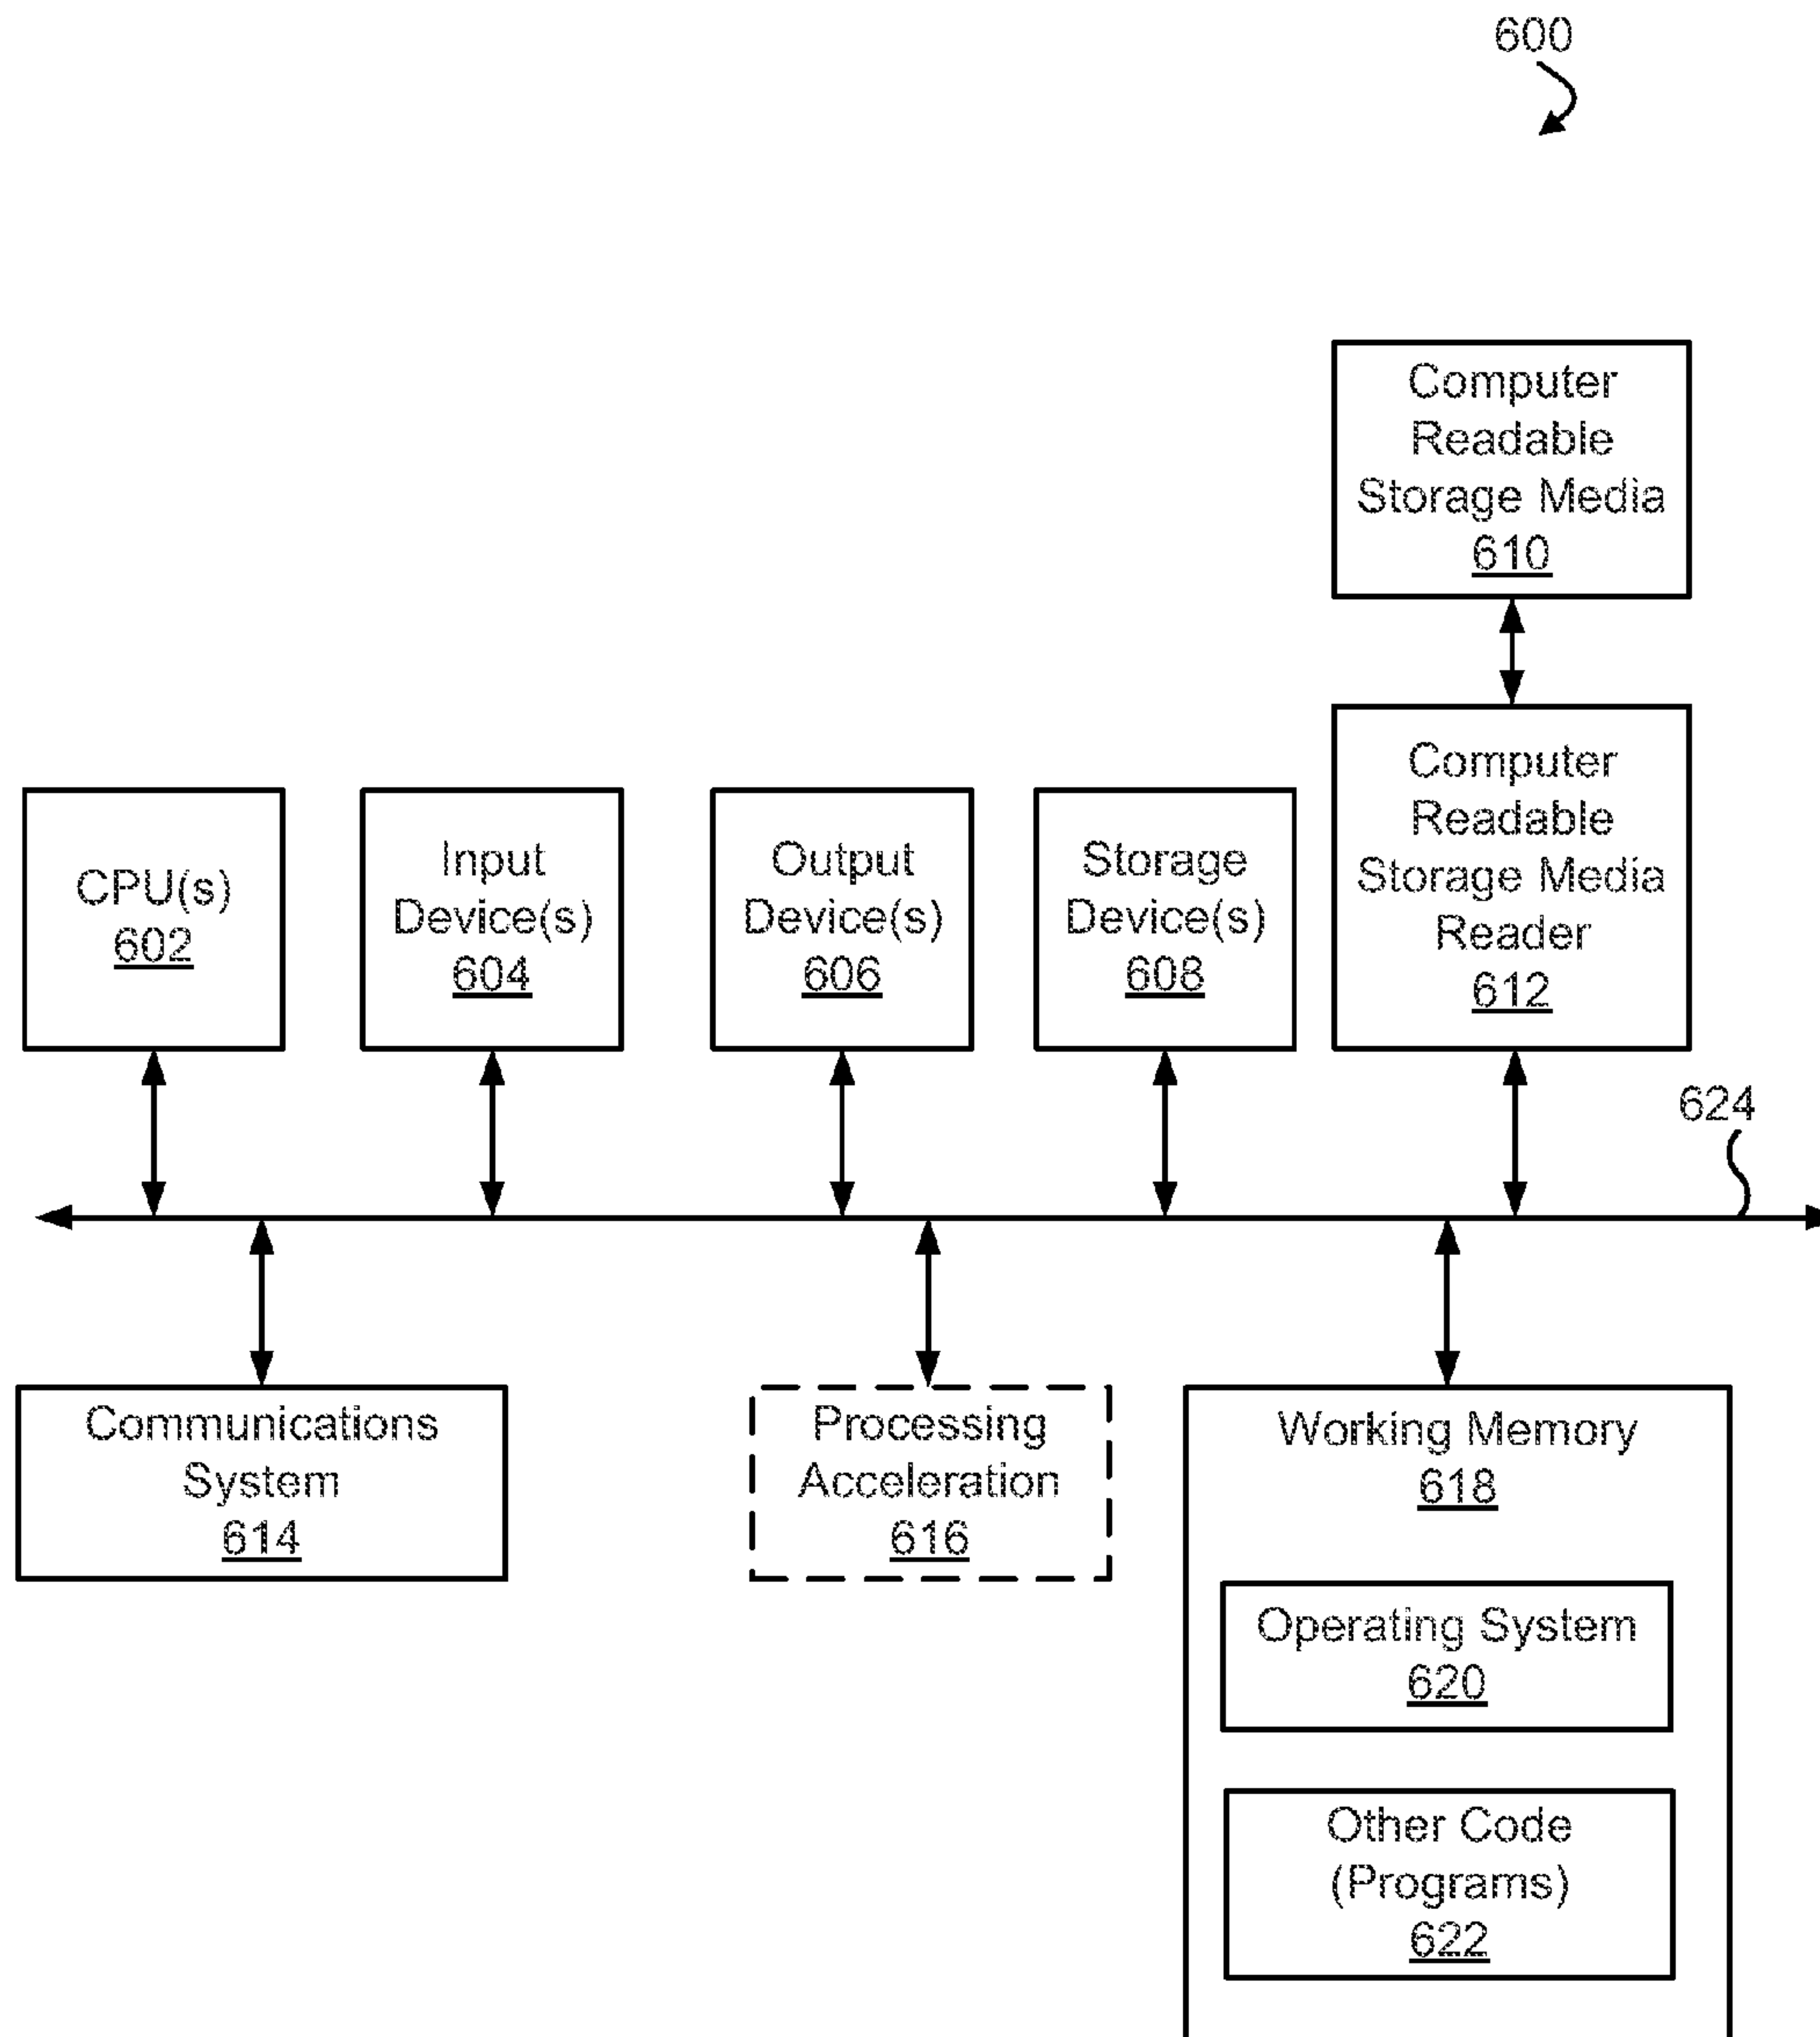 600
Computer
Readable
Storage Media
610
Computer
Readable
Storage Media
Reader
612
CPU(s)
602
Input
Device(s)
604
Output
Device(s)
606
Storage
Device(s)
608
624
Communications
System
614
Processing
Acceleration
616
Working Memory
618
Operating System
620
Other Code
(Programs)
622